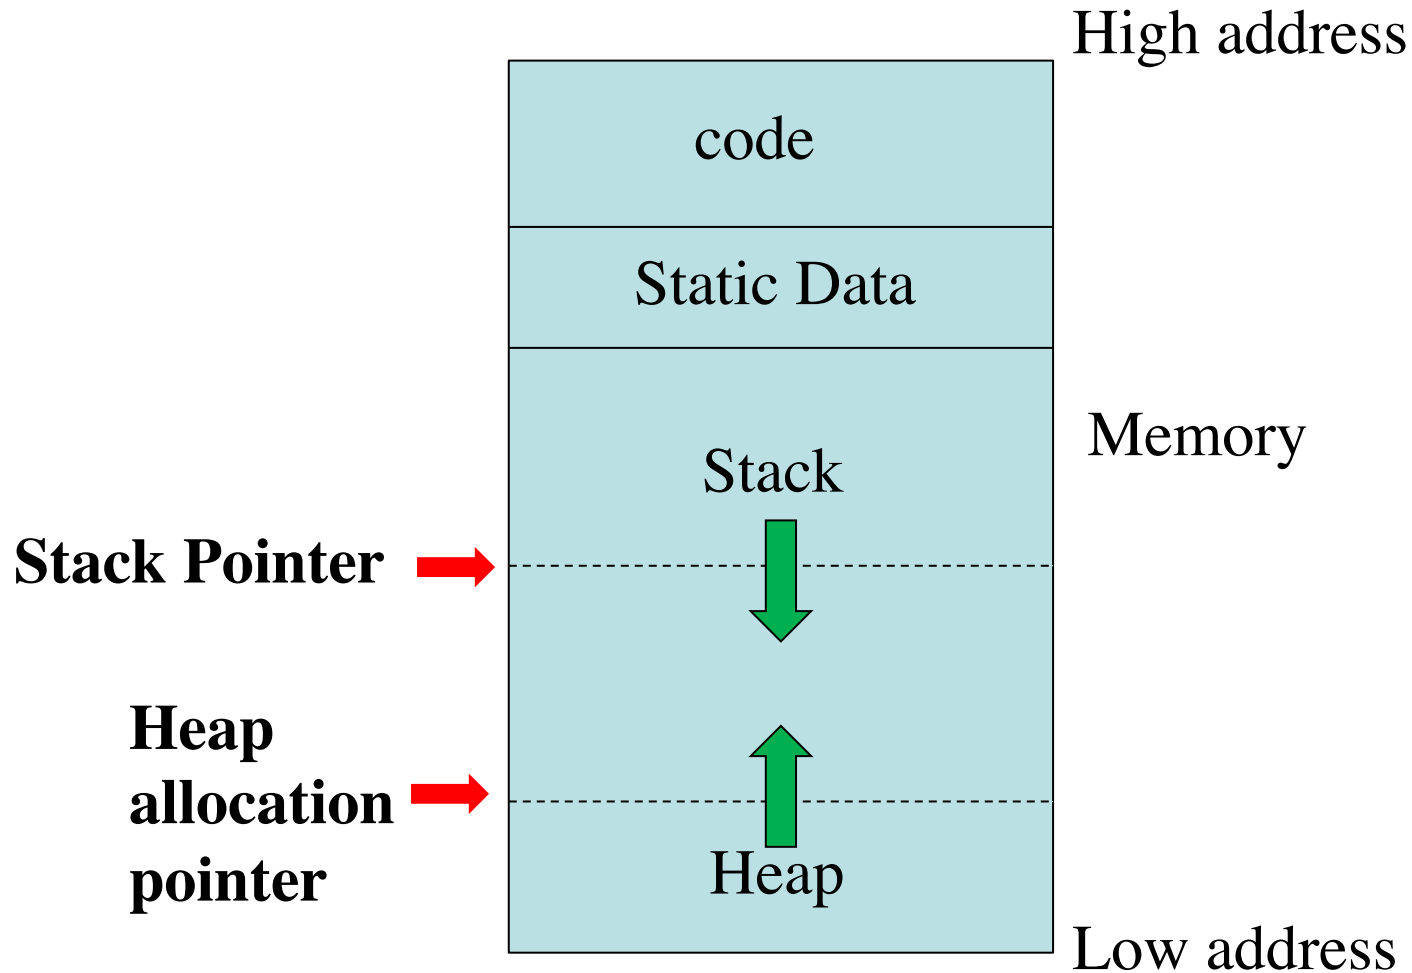 High address
code
Static Data
Memory
Stack
Stack Pointer
Heap
allocation
pointer
Heap
Low address